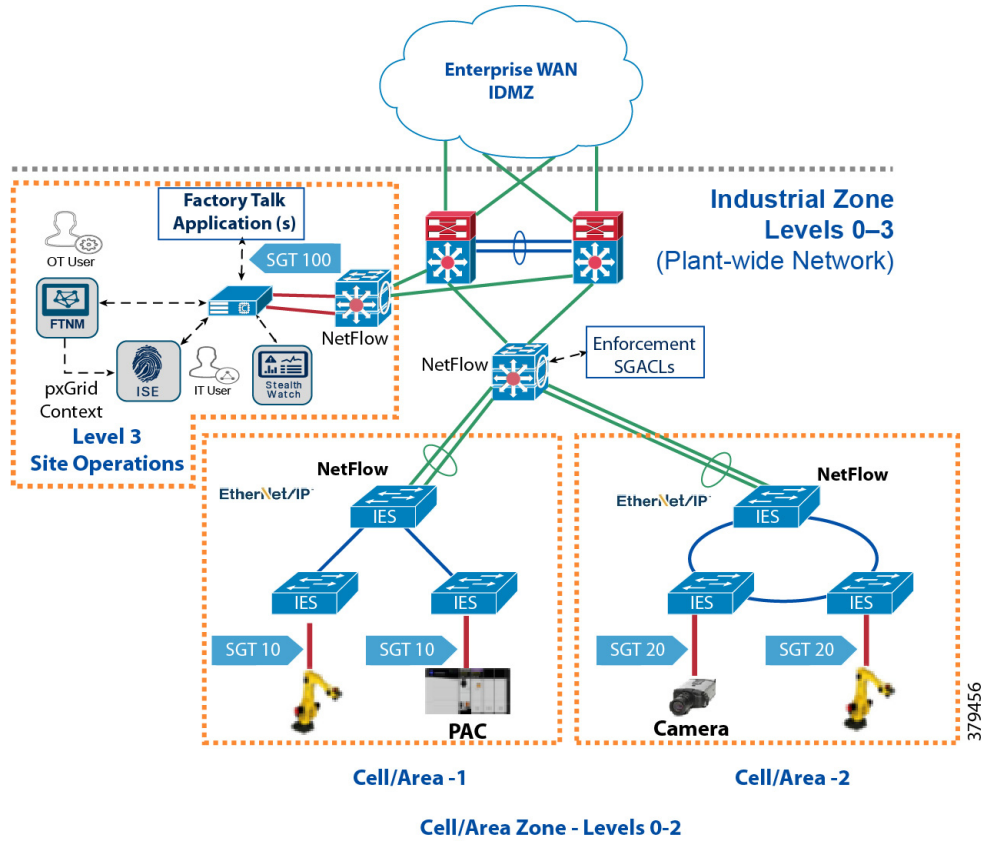 Enterprise WAN
IDMZ
Industrial Zone
Levels 0–3
(Plant-wide Network)
Factory Talk
Application (s)
OT User
SGT 100
FTNM
NetFlow
pxGrid
Context
ISE
IT User
Stealth
Watch
Level 3
Site Operations
NetFlow
Enforcement
SGACLs
NetFlow
EtherNet/IP™
IES
IES
IES
SGT 10
SGT 10
PAC
NetFlow
EtherNet/IP™
IES
IES
IES
SGT 20
SGT 20
Camera
379456
Cell/Area -1
Cell/Area -2
Cell/Area Zone - Levels 0-2